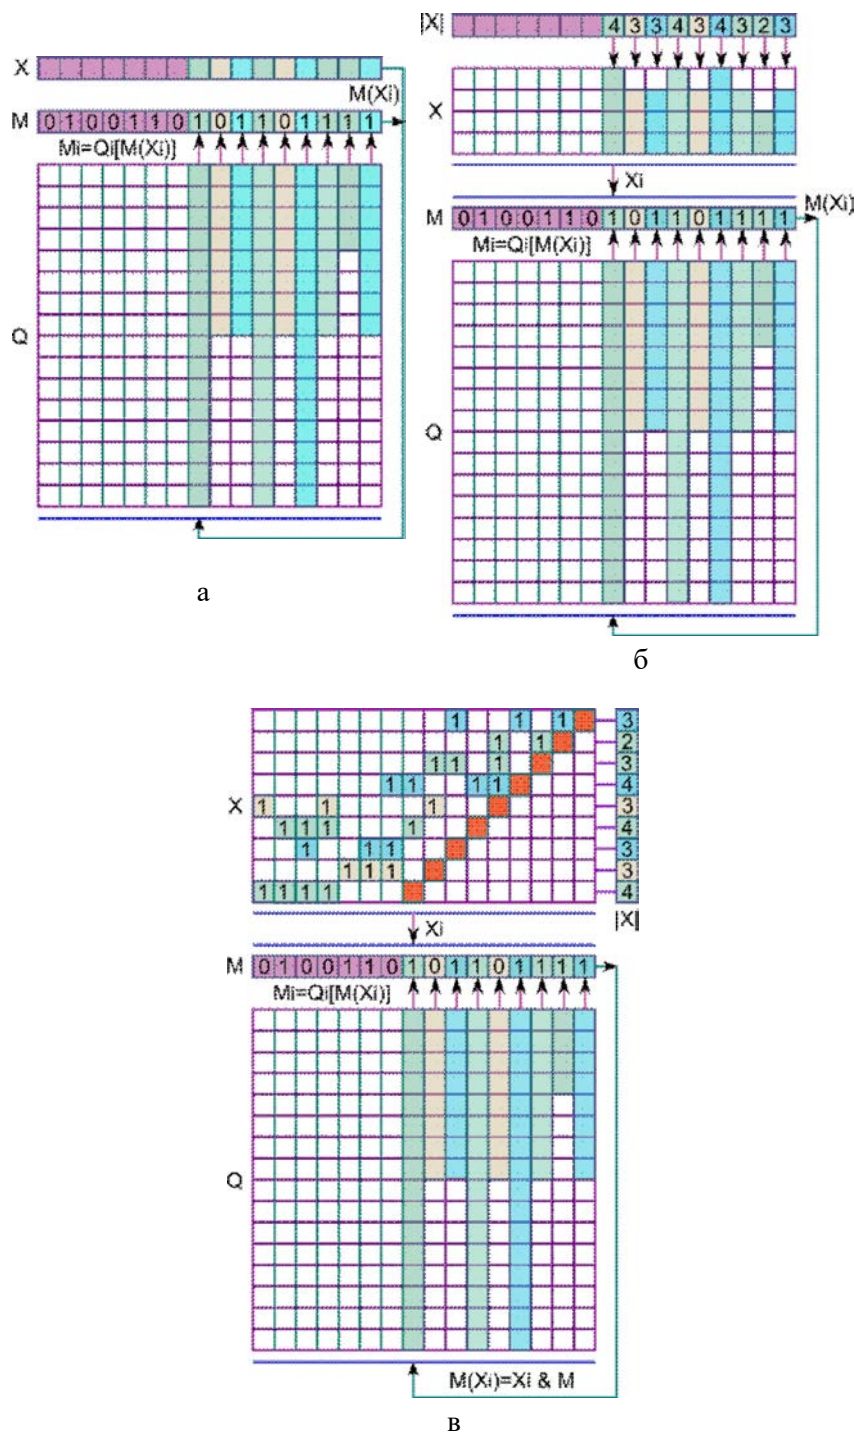 X
M(Xi)
M 0 1 0 0 1 1 0 1 0 1 1 0 1 1 1 1
Mi=Qi[M(Xi)]
Q
а
|X| 4 3 3 4 3 4 3 2 3
X
Xi
M(Xi)
M 0 1 0 0 1 1 0 1 0 1 1 0 1 1 1 1
Mi=Qi[M(Xi)]
Q
б
1 1 1 3
1 1 2
1 1 1 3
1 1 1 1 4
X 1 1 1 3
1 1 1 1 4
1 1 1 3
1 1 1 3
1 1 1 1 4
|X|
Xi
M 0 1 0 0 1 1 0 1 0 1 1 0 1 1 1 1
Mi=Qi[M(Xi)]
Q
M(Xi)=Xi & M
в